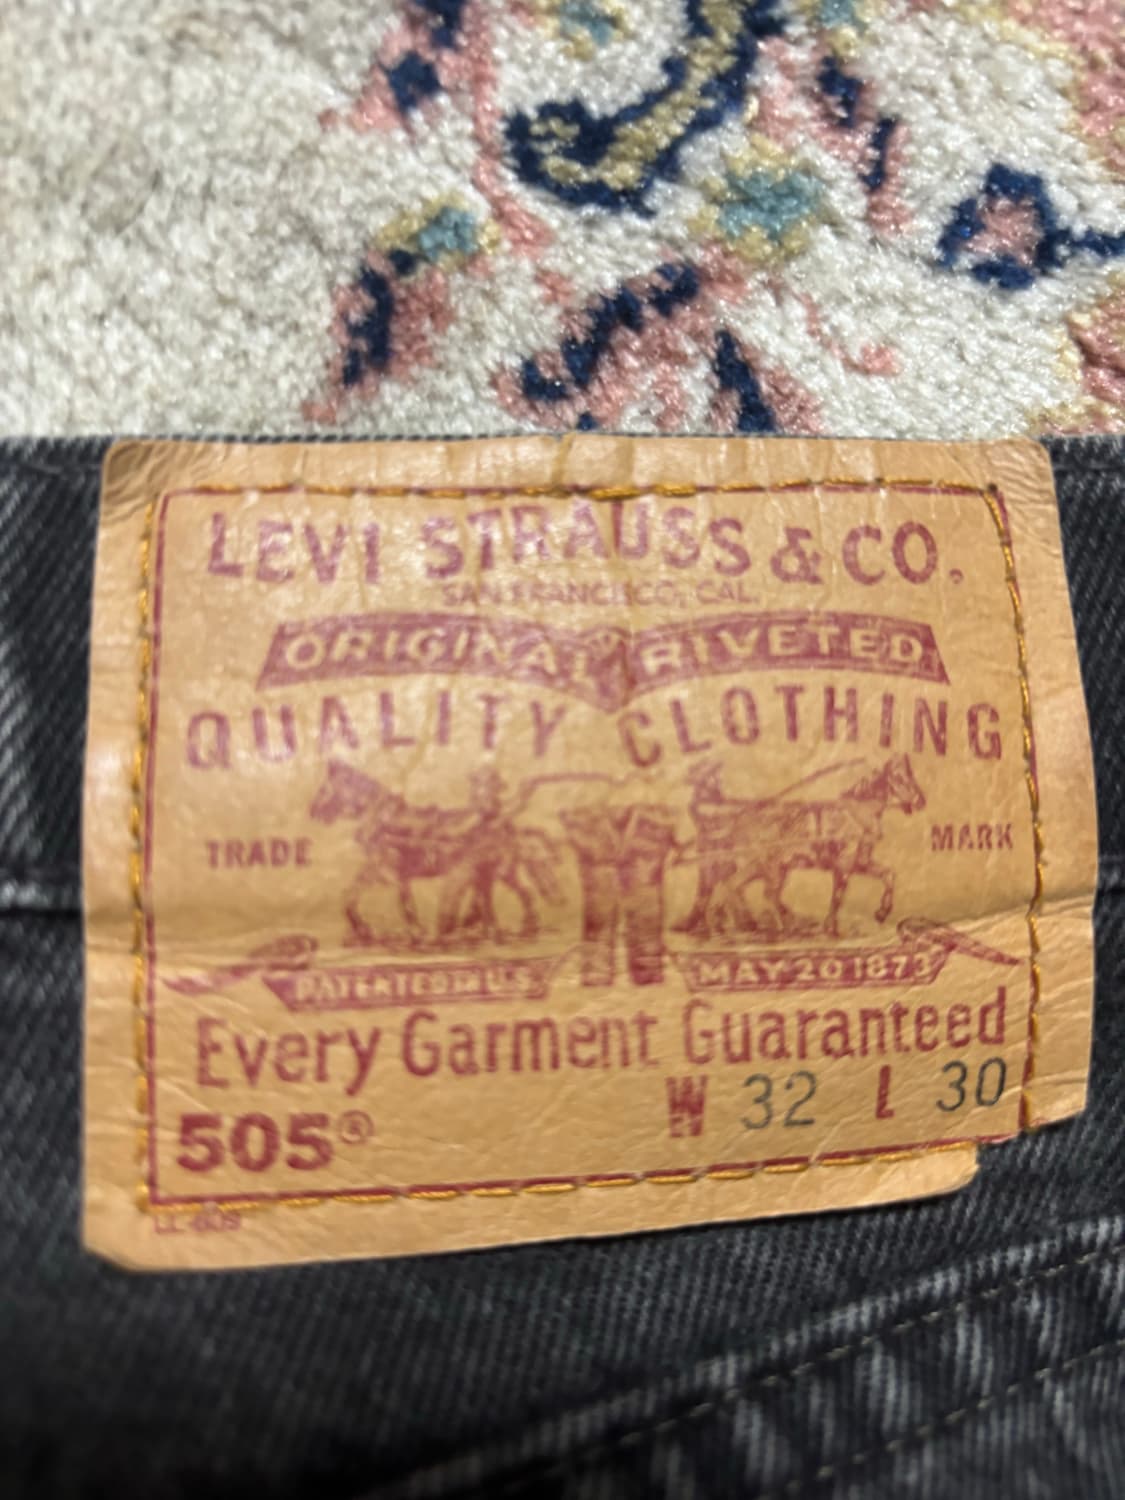 LEVI STRAUSS & CO.
SAN FRANCISCO, CAL.
ORIGINAL RIVETED
QUALITY CLOTHING
TRADE MARK
PATENTED IN U.S. MAY 20 1873
Every Garment Guaranteed
W 32 L 30
505®